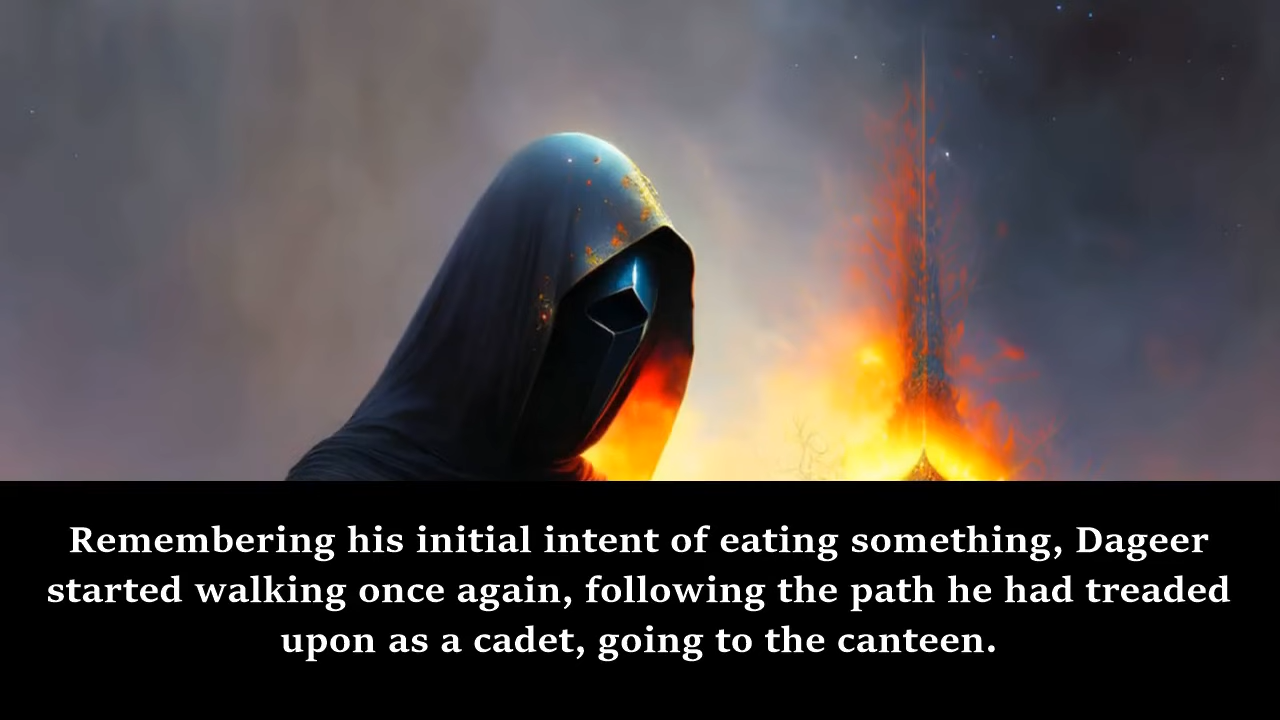 Remembering his initial intent of eating something, Dageer
started walking once again, following the path he had treaded
upon as a cadet, going to the canteen.